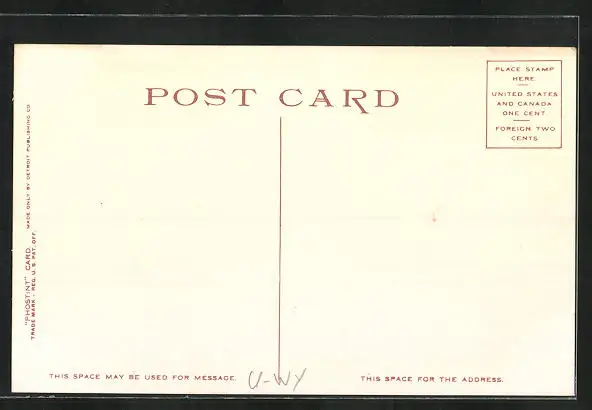 POST CARD
PLACE STAMP
HERE
UNITED STATES
AND CANADA
ONE CENT
FOREIGN TWO
CENTS
"PHOSTINT" CARD MADE ONLY BY DETROIT PUBLISHING CO
TRADE MARK - REG. U. S. PAT. OFF.
THIS SPACE MAY BE USED FOR MESSAGE.
U-WY
THIS SPACE FOR THE ADDRESS.